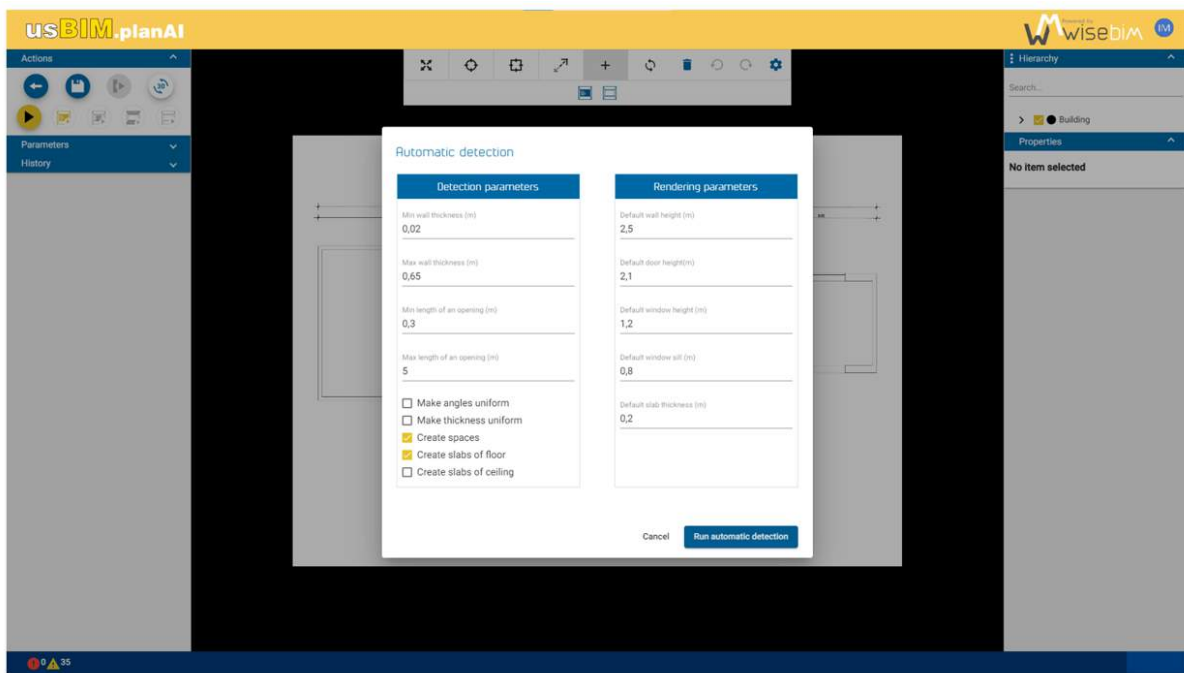 usBIM.planAI
Powered by
wisebim
IM
Actions
Parameters
History
Hierarchy
Search...
Building
Properties
No item selected
Automatic detection
Detection parameters
Min wall thickness (m)
0,02
Max wall thickness (m)
0,65
Min length of an opening (m)
0,3
Max length of an opening (m)
5
Make angles uniform
Make thickness uniform
Create spaces
Create slabs of floor
Create slabs of ceiling
Rendering parameters
Default wall height (m)
2,5
Default door height(m)
2,1
Default window height (m)
1,2
Default window sill (m)
0,8
Default slab thickness (m)
0,2
Cancel
Run automatic detection
0 35